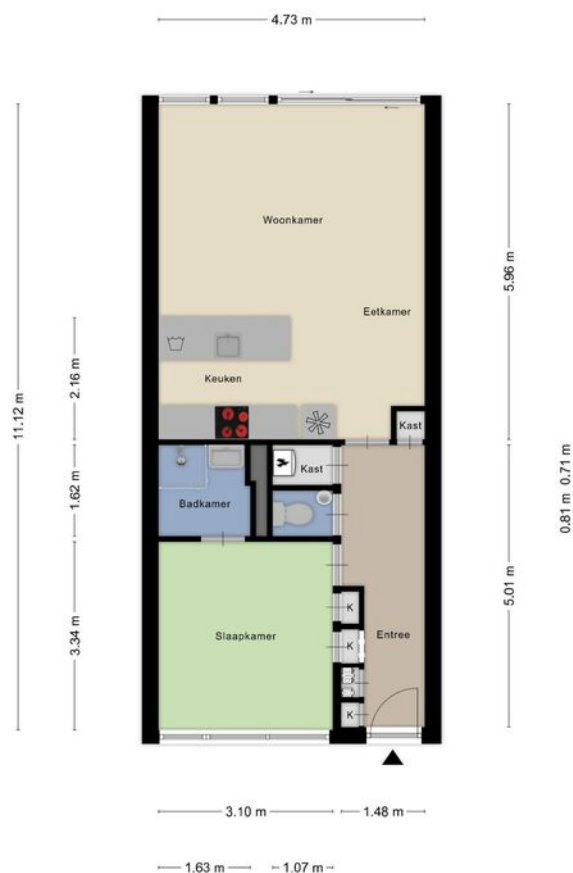 4.73 m
Woonkamer
5.96 m
Eetkamer
2.16 m
Keuken
11.12 m
Kast
Kast
1.62 m
Badkamer
0.81 m 0.71 m
5.01 m
K
3.34 m
Slaapkamer
Entree
K
K
3.10 m
1.48 m
1.63 m
1.07 m